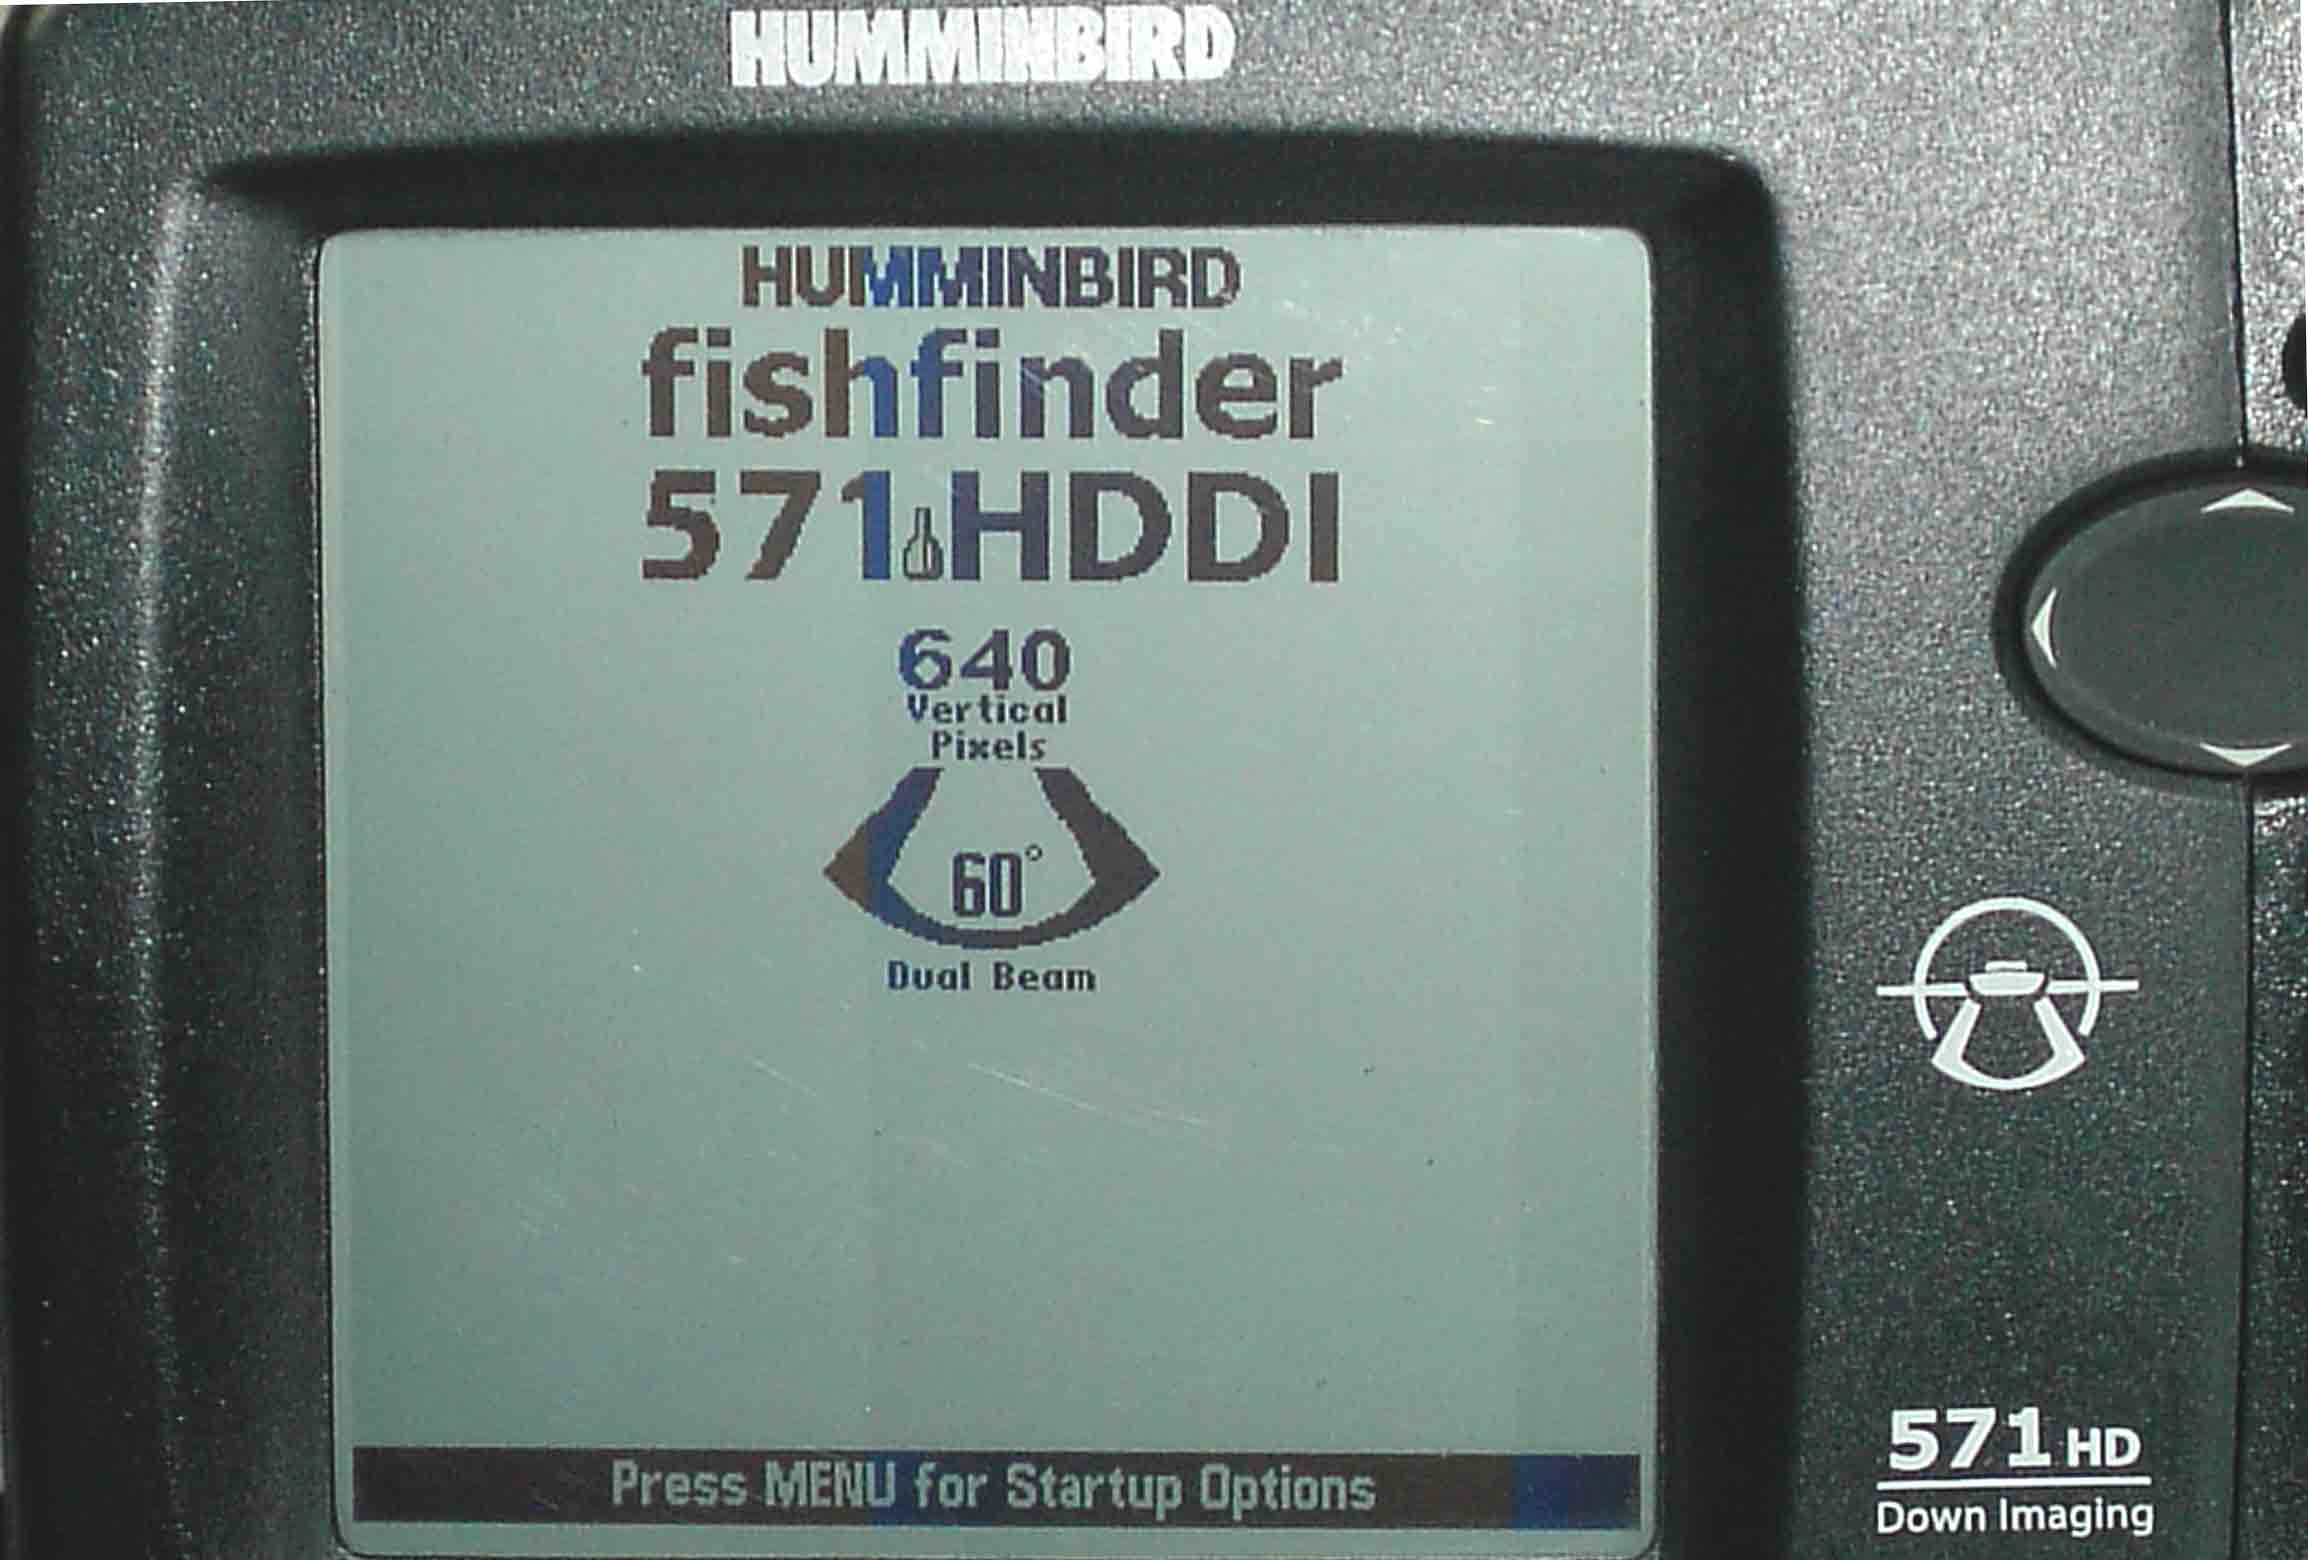 HUMMINBIRD
HUMMINBIRD
fishfinder
571 HDDI
640
Vertical
Pixels
60°
Dual Beam
Press MENU for Startup Options
571 HD
Down Imaging